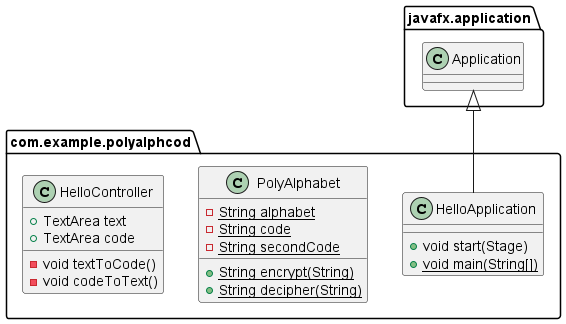 javafx.application
C Application
com.example.polyalphcod
C HelloController
TextArea text
TextArea code
void textToCode()
void codeToText()
C PolyAlphabet
String alphabet
String code
String secondCode
String encrypt(String)
String decipher(String)
C HelloApplication
void start(Stage)
void main(String[])